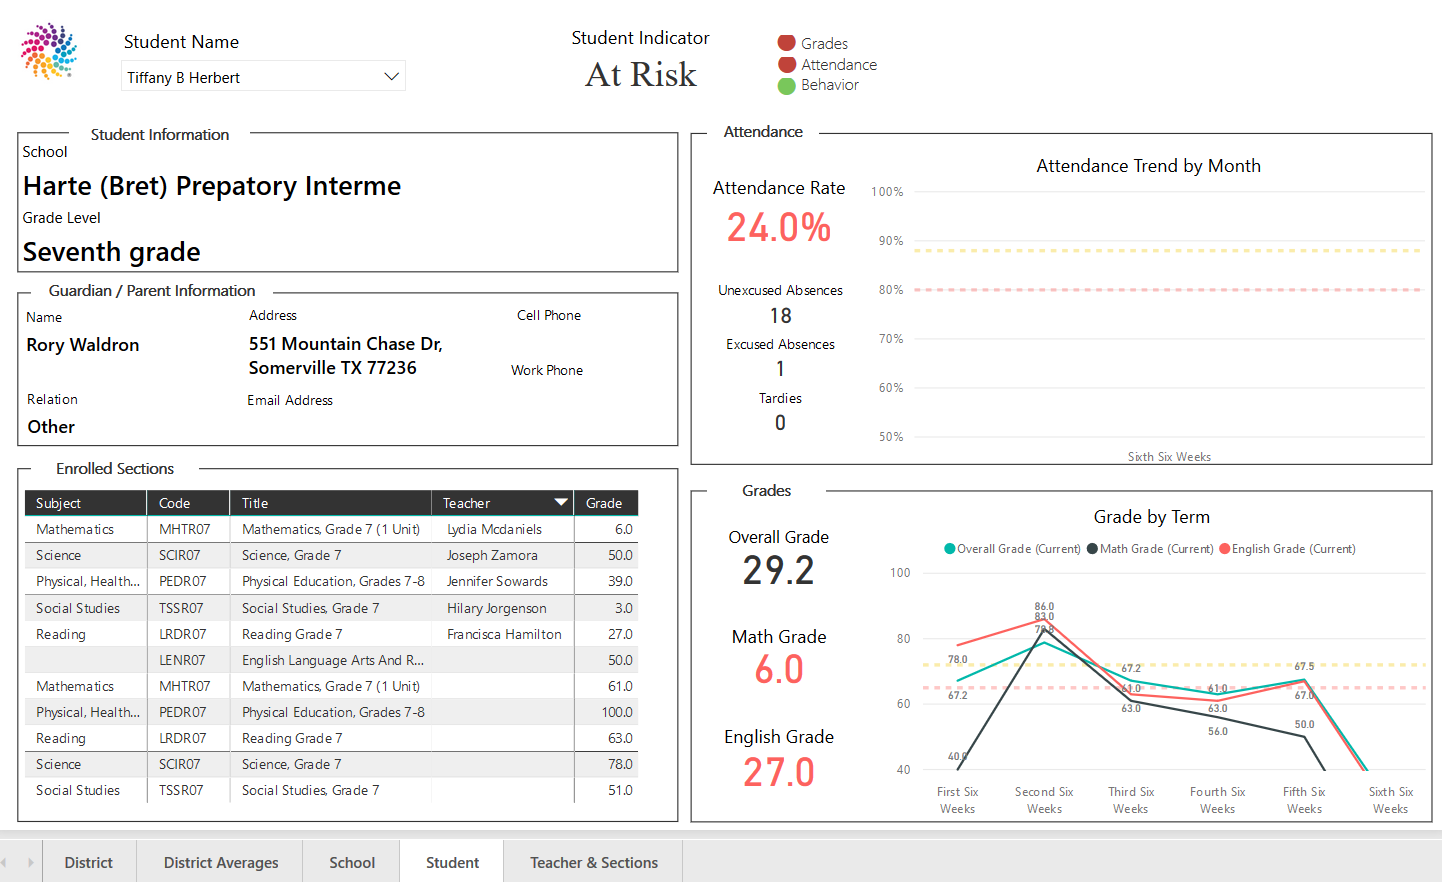 Student Name
Tiffany B Herbert
Student Indicator
At Risk
Grades
Attendance
Behavior
Student Information
School
Harte (Bret) Prepatory Interme
Grade Level
Seventh grade
Guardian / Parent Information
Name
Address
Cell Phone
Rory Waldron
551 Mountain Chase Dr,
Somerville TX 77236
Work Phone
Relation
Email Address
Other
Enrolled Sections
Subject Code Title Teacher Grade
Mathematics MHTR07 Mathematics, Grade 7 (1 Unit) Lydia Mcdaniels 6.0
Science SCIR07 Science, Grade 7 Joseph Zamora 50.0
Physical, Health... PEDR07 Physical Education, Grades 7-8 Jennifer Sowards 39.0
Social Studies TSSR07 Social Studies, Grade 7 Hilary Jorgenson 3.0
Reading LRDR07 Reading Grade 7 Francisca Hamilton 27.0
LENR07 English Language Arts And R... 50.0
Mathematics MHTR07 Mathematics, Grade 7 (1 Unit) 61.0
Physical, Health... PEDR07 Physical Education, Grades 7-8 100.0
Reading LRDR07 Reading Grade 7 63.0
Science SCIR07 Science, Grade 7 78.0
Social Studies TSSR07 Social Studies, Grade 7 51.0
Attendance
Attendance Rate
24.0%
Unexcused Absences
18
Excused Absences
1
Tardies
0
Attendance Trend by Month
100%
90%
80%
70%
60%
50%
Sixth Six Weeks
Grades
Overall Grade
29.2
Math Grade
6.0
English Grade
27.0
Grade by Term
Overall Grade (Current) Math Grade (Current) English Grade (Current)
100
80
60
40
86.0
83.0
78.0
67.2
40.0
67.2
61.0
63.0
61.0
63.0
56.0
67.5
67.0
50.0
First Six Weeks
Second Six Weeks
Third Six Weeks
Fourth Six Weeks
Fifth Six Weeks
Sixth Six Weeks
District
District Averages
School
Student
Teacher & Sections